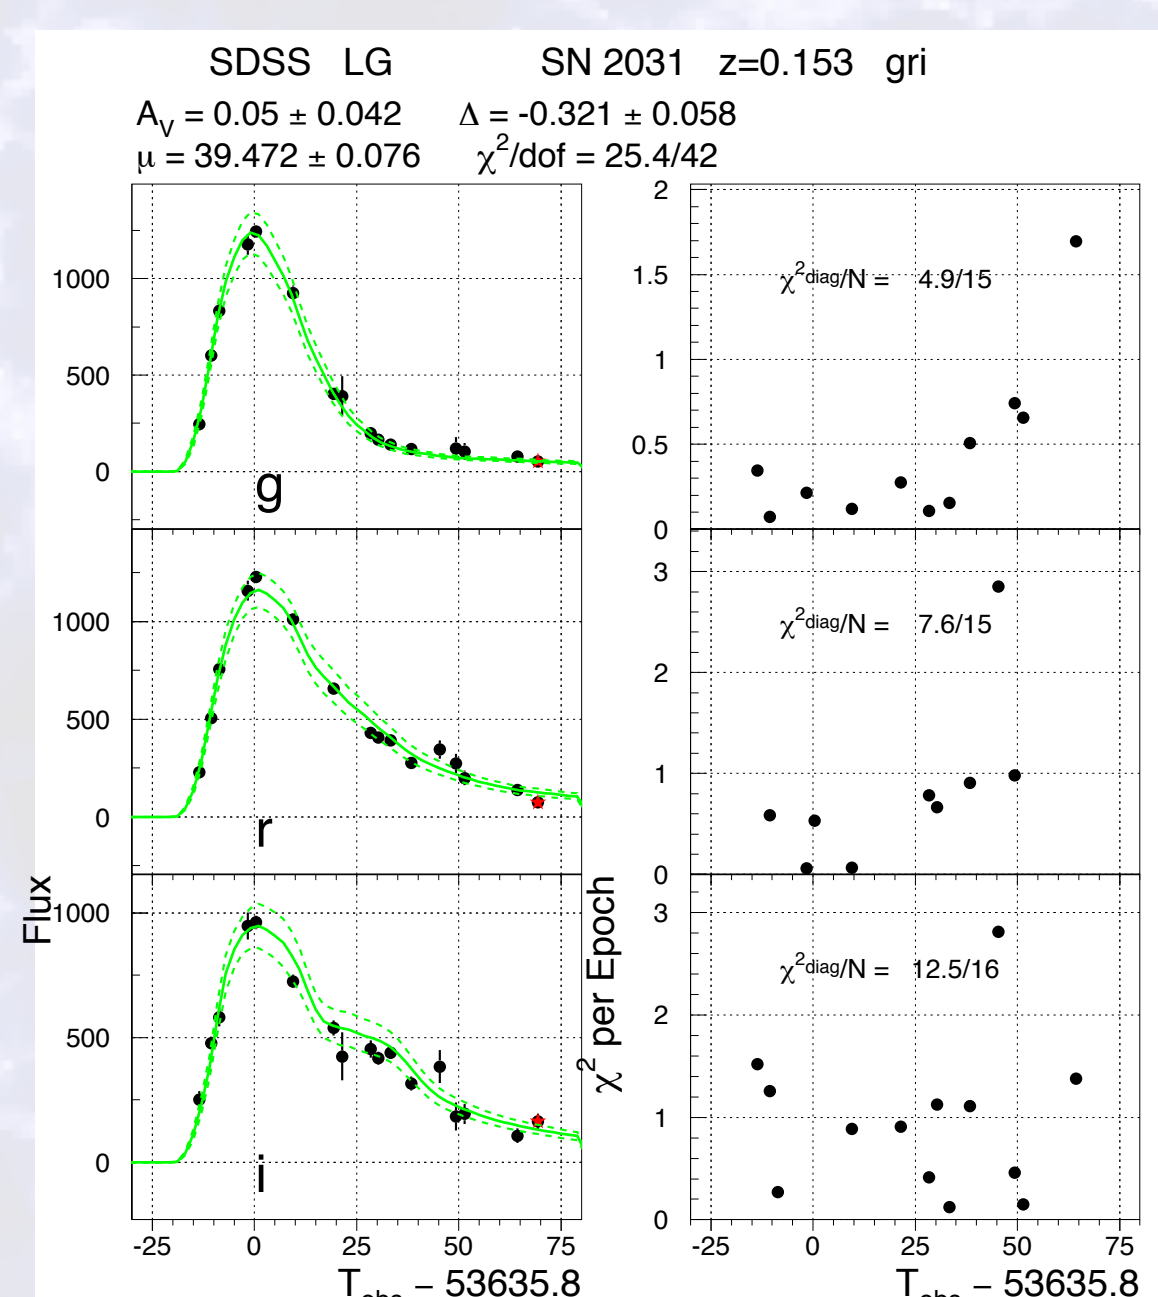 SDSS LG SN 2031 z=0.153 gri
A_V = 0.05 ± 0.042 Δ = -0.321 ± 0.058
μ = 39.472 ± 0.076 χ²/dof = 25.4/42
1000
500
0
g
2
1.5
1
0.5
0
χ²diag/N = 4.9/15
1000
500
0
r
3
2
1
0
χ²diag/N = 7.6/15
Flux
1000
500
0
i
-25 0 25 50 75
T_obs − 53635.8
χ² per Epoch
3
2
1
0
χ²diag/N = 12.5/16
-25 0 25 50 75
T_obs − 53635.8